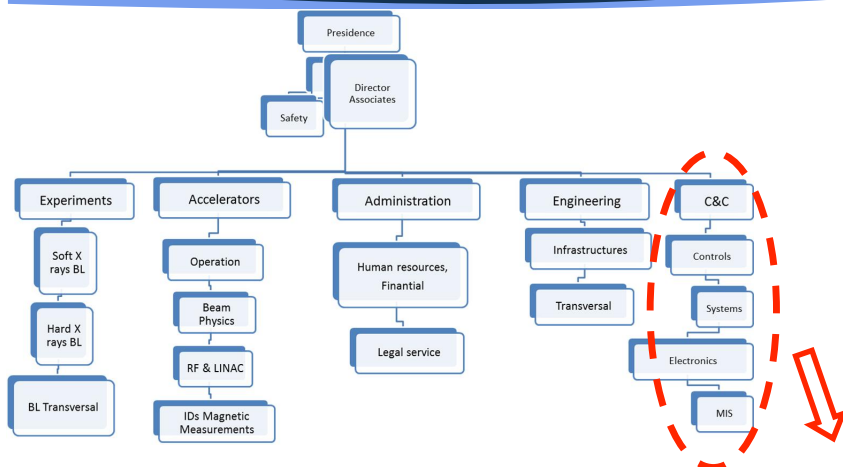 Presidence
Director
Associates
Safety
Experiments
Accelerators
Administration
Engineering
C&C
Soft X
rays BL
Hard X
rays BL
BL Transversal
Operation
Beam
Physics
RF & LINAC
IDs Magnetic
Measurements
Human resources,
Finantial
Legal service
Infrastructures
Transversal
Controls
Systems
Electronics
MIS